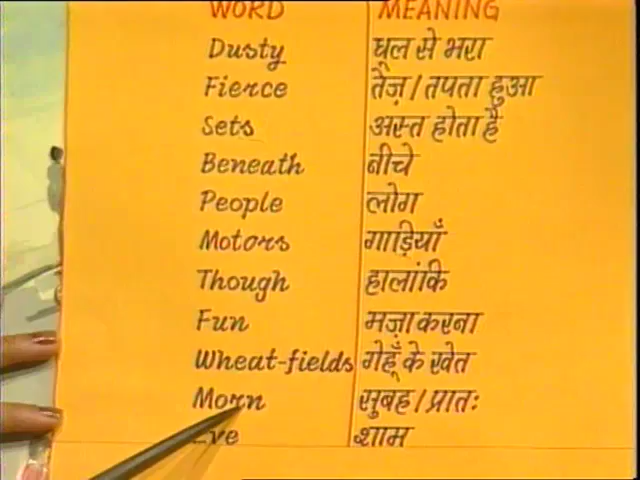 WORD MEANING
Dusty धूल से भरा
Fierce तेज़ / तपता हुआ
Sets अस्त होता है
Beneath नीचे
People लोग
Motors गाड़ियाँ
Though हालांकि
Fun मज़ा करना
Wheat-fields गेहूँ के खेत
Morn सुबह / प्रातः
Eve शाम